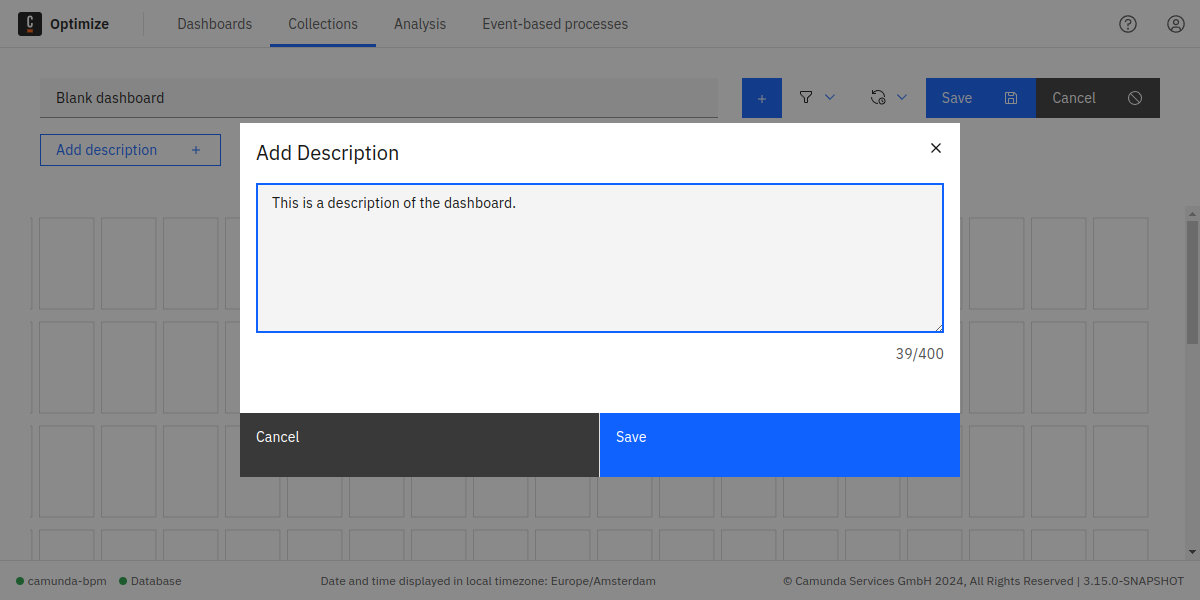 C Optimize Dashboards Collections Analysis Event-based processes
Blank dashboard + Save Cancel
Add description +
Add Description
This is a description of the dashboard.
39/400
Cancel Save
camunda-bpm Database Date and time displayed in local timezone: Europe/Amsterdam © Camunda Services GmbH 2024, All Rights Reserved | 3.15.0-SNAPSHOT